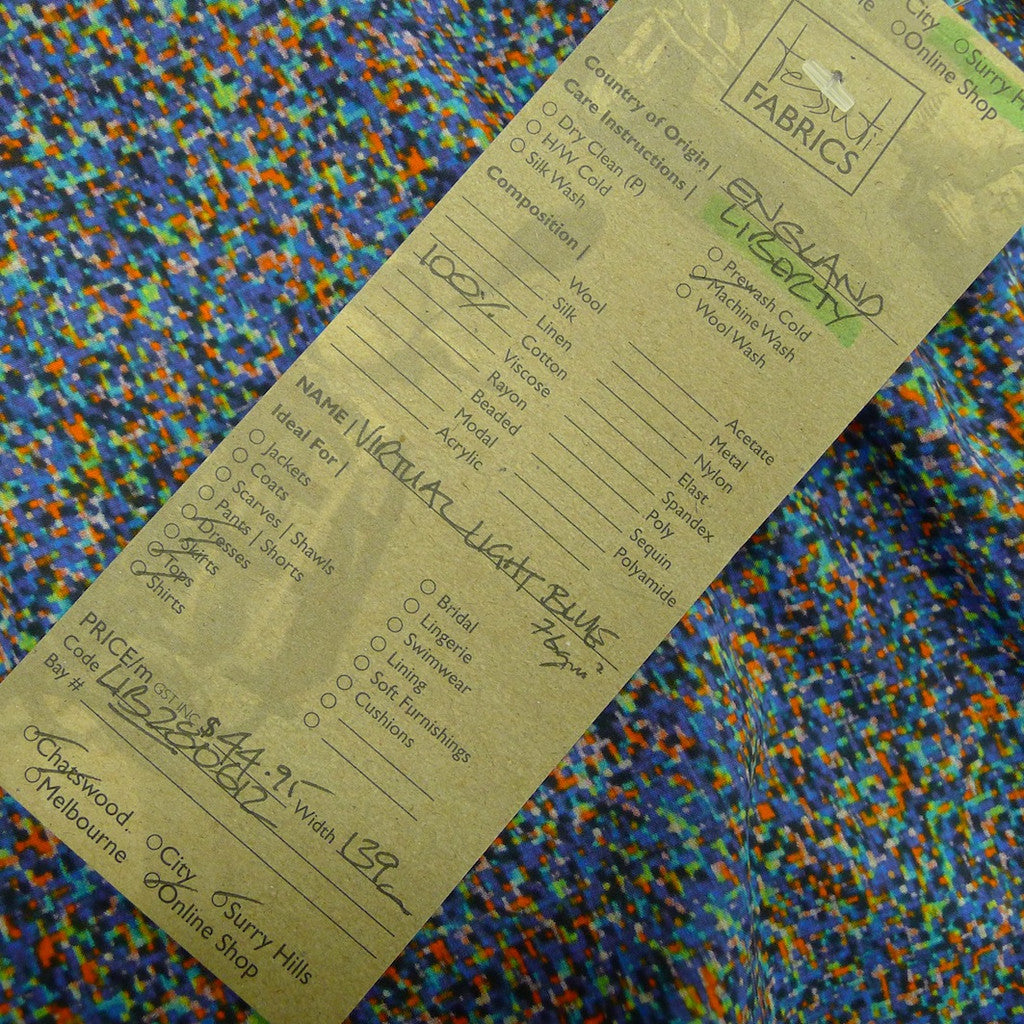 City
Online Shop
Surry H
Tessuti
FABRICS
Country of Origin | ENGLAND
Care Instructions | LIBERTY
Dry Clean (P)
H/W Cold
Silk Wash
Prewash Cold
Machine Wash
Wool Wash
Composition |
Wool
Silk
Linen
100% Cotton
Viscose
Rayon
Beaded
Modal
Acrylic
Acetate
Metal
Nylon
Elast
Spandex
Poly
Sequin
Polyamide
NAME | VIRTUAL LIGHT BLUE
76gm²
Ideal For |
Jackets
Coats
Scarves | Shawls
Pants | Shorts
Dresses
Skirts
Tops
Shirts
Bridal
Lingerie
Swimwear
Lining
Soft Furnishings
Cushions
PRICE/m GST INC $44.95 Width 139cm
Code LIB230612
Bay #
Chatswood
Melbourne
City
Online Shop
Surry Hills